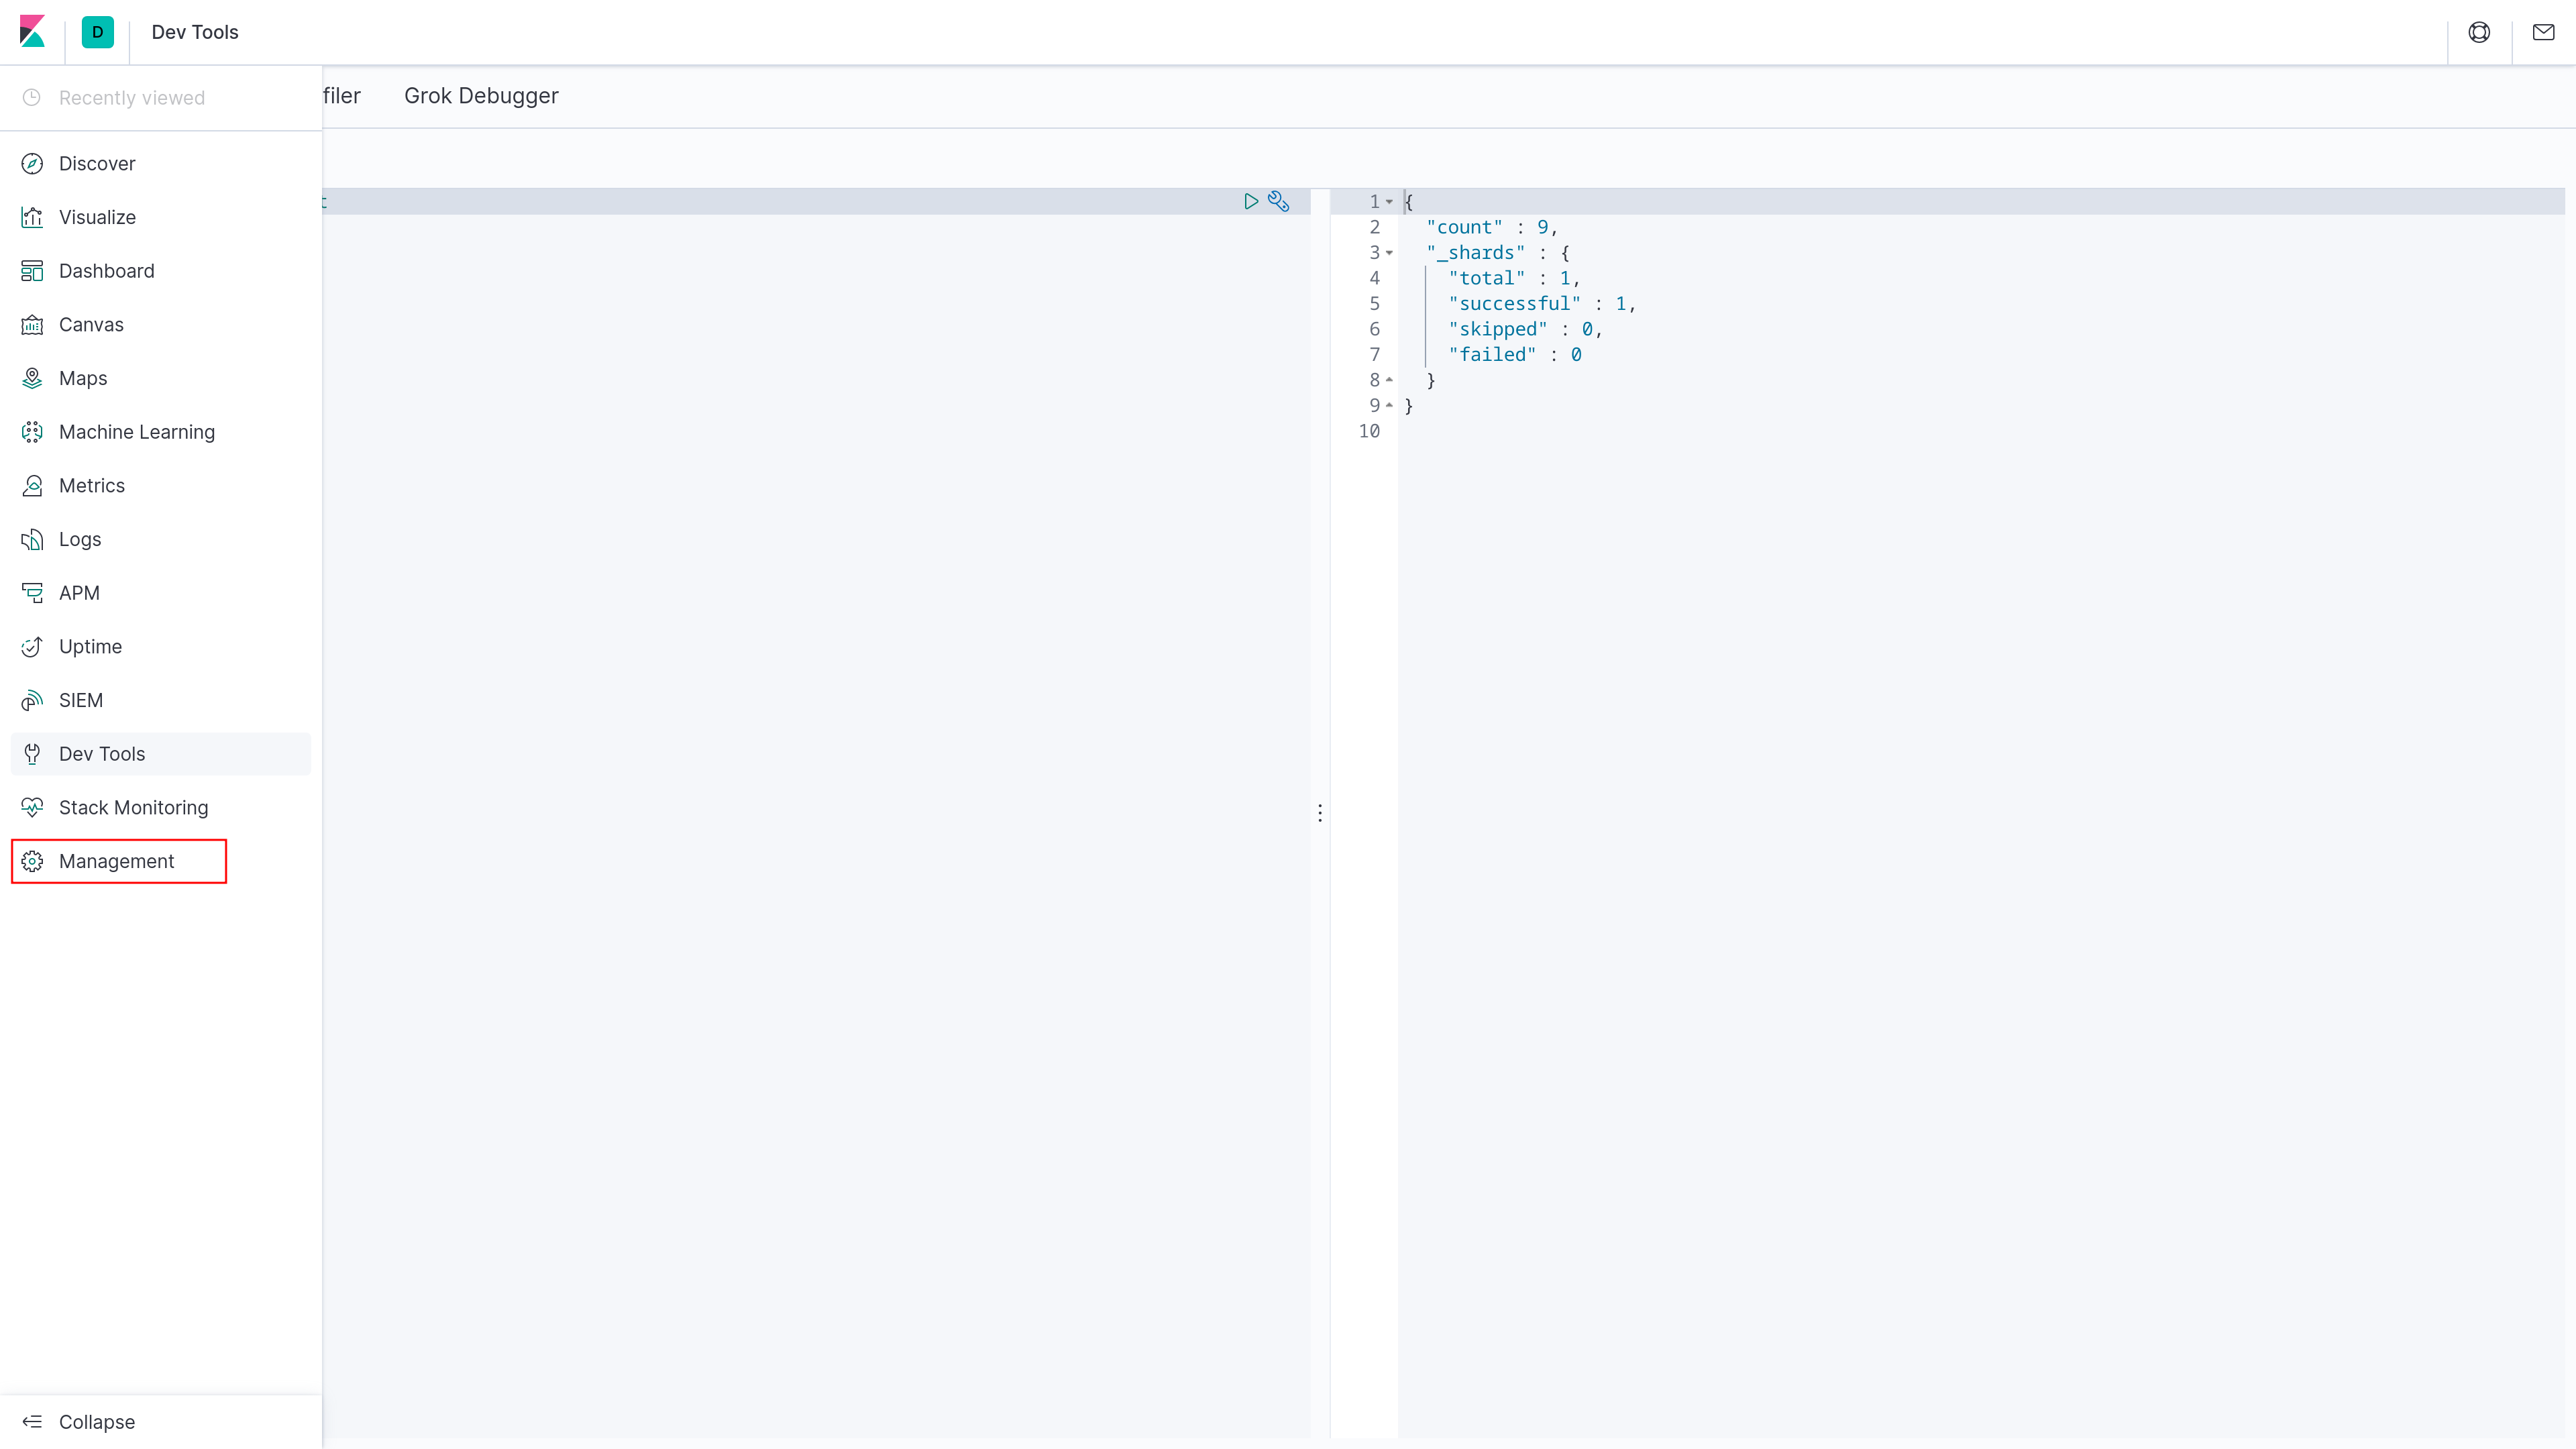 D
Dev Tools
Recently viewed
filer
Grok Debugger
Discover
Visualize
Dashboard
Canvas
Maps
Machine Learning
Metrics
Logs
APM
Uptime
SIEM
Dev Tools
Stack Monitoring
Management
Collapse
t
1 {
2 "count" : 9,
3 "_shards" : {
4 "total" : 1,
5 "successful" : 1,
6 "skipped" : 0,
7 "failed" : 0
8 }
9 }
10